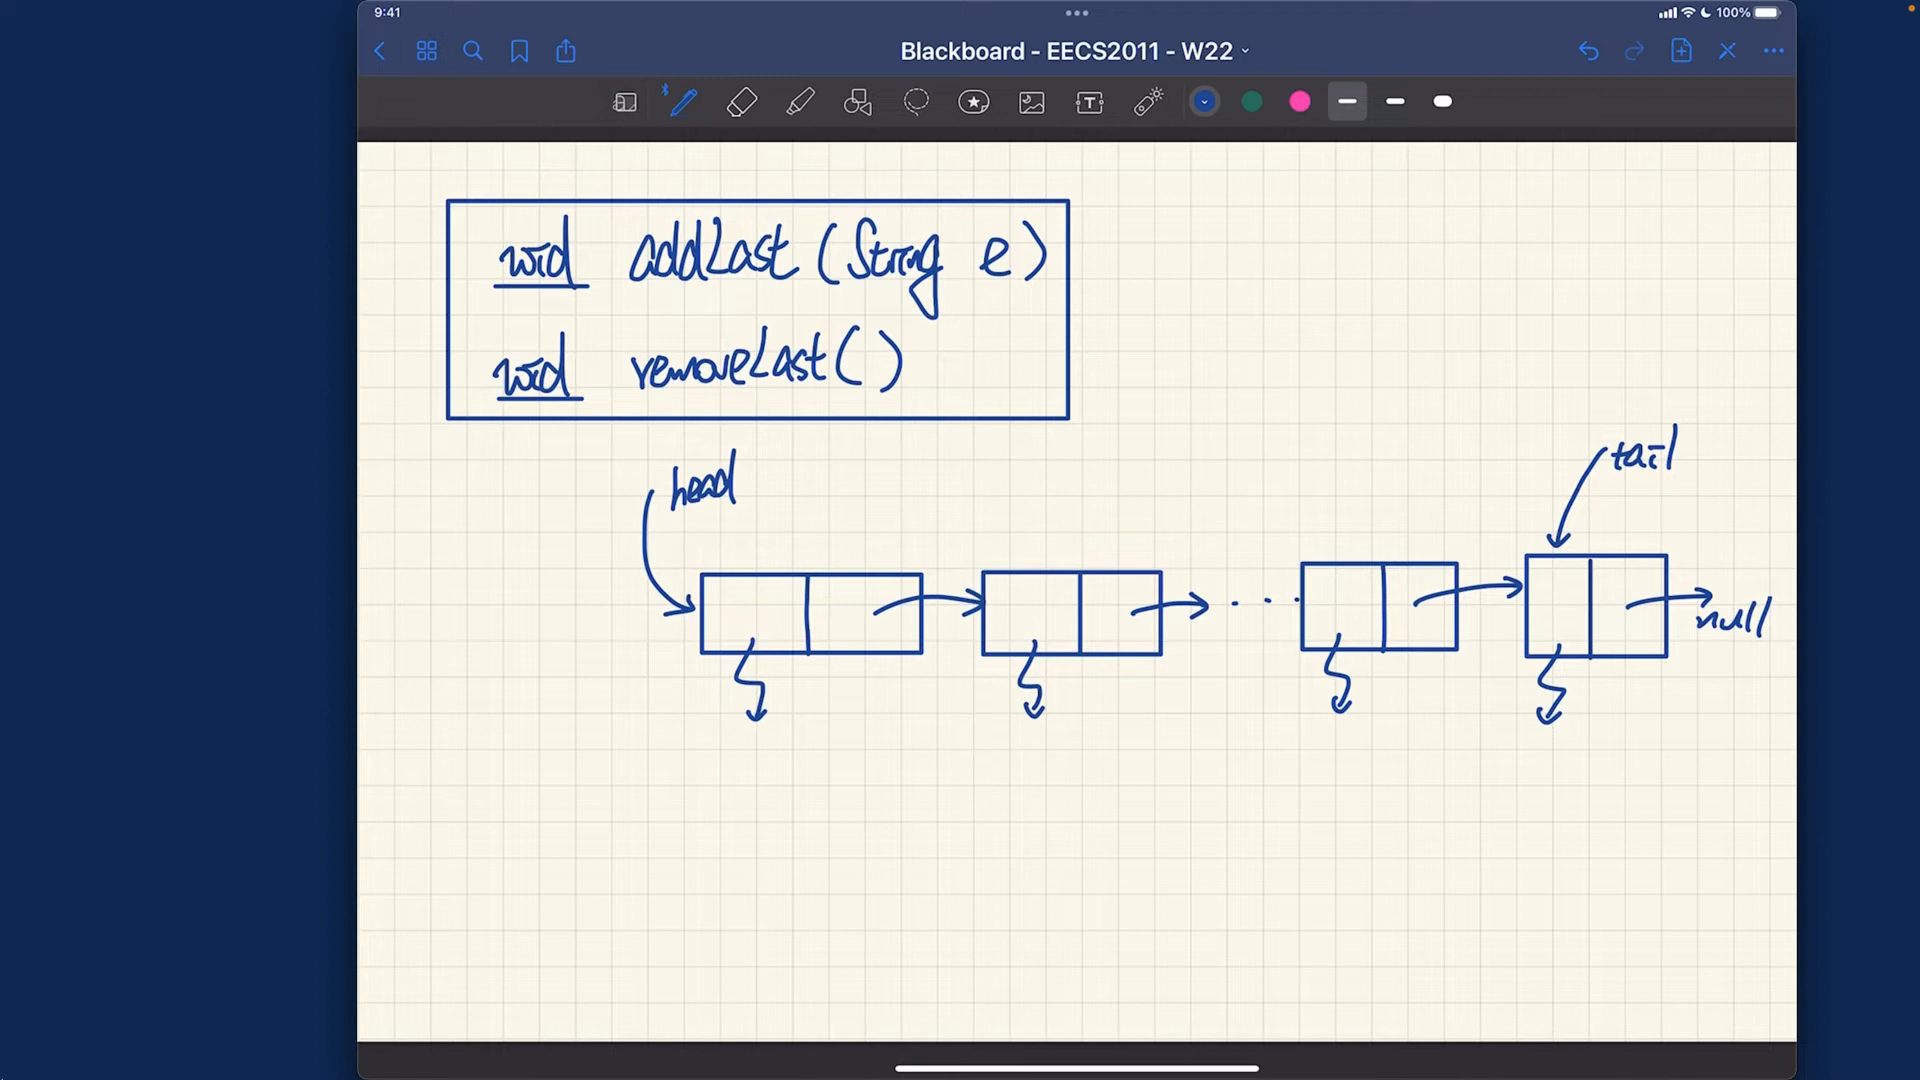 9:41
100%
Blackboard - EECS2011 - W22
void addLast (String e)
void removeLast( )
head
tail
null